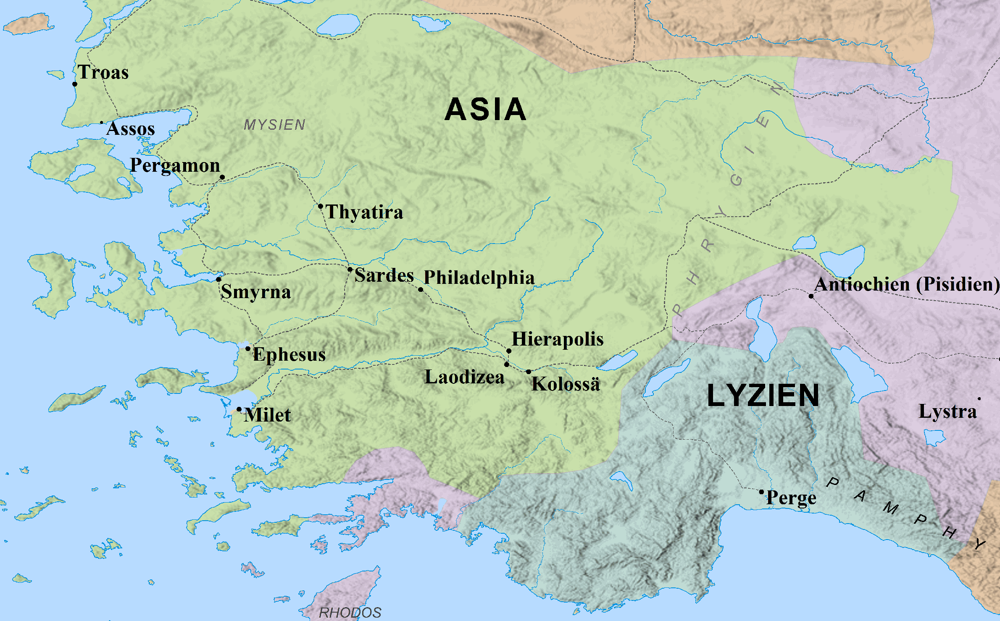 Troas
ASIA
MYSIEN
Assos
PHRYGIEN
Pergamon
Thyatira
Sardes
Philadelphia
Smyrna
Antiochien (Pisidien)
Hierapolis
Ephesus
Laodizea
Kolossä
LYZIEN
Milet
Lystra
Perge
PAMPHY
RHODOS